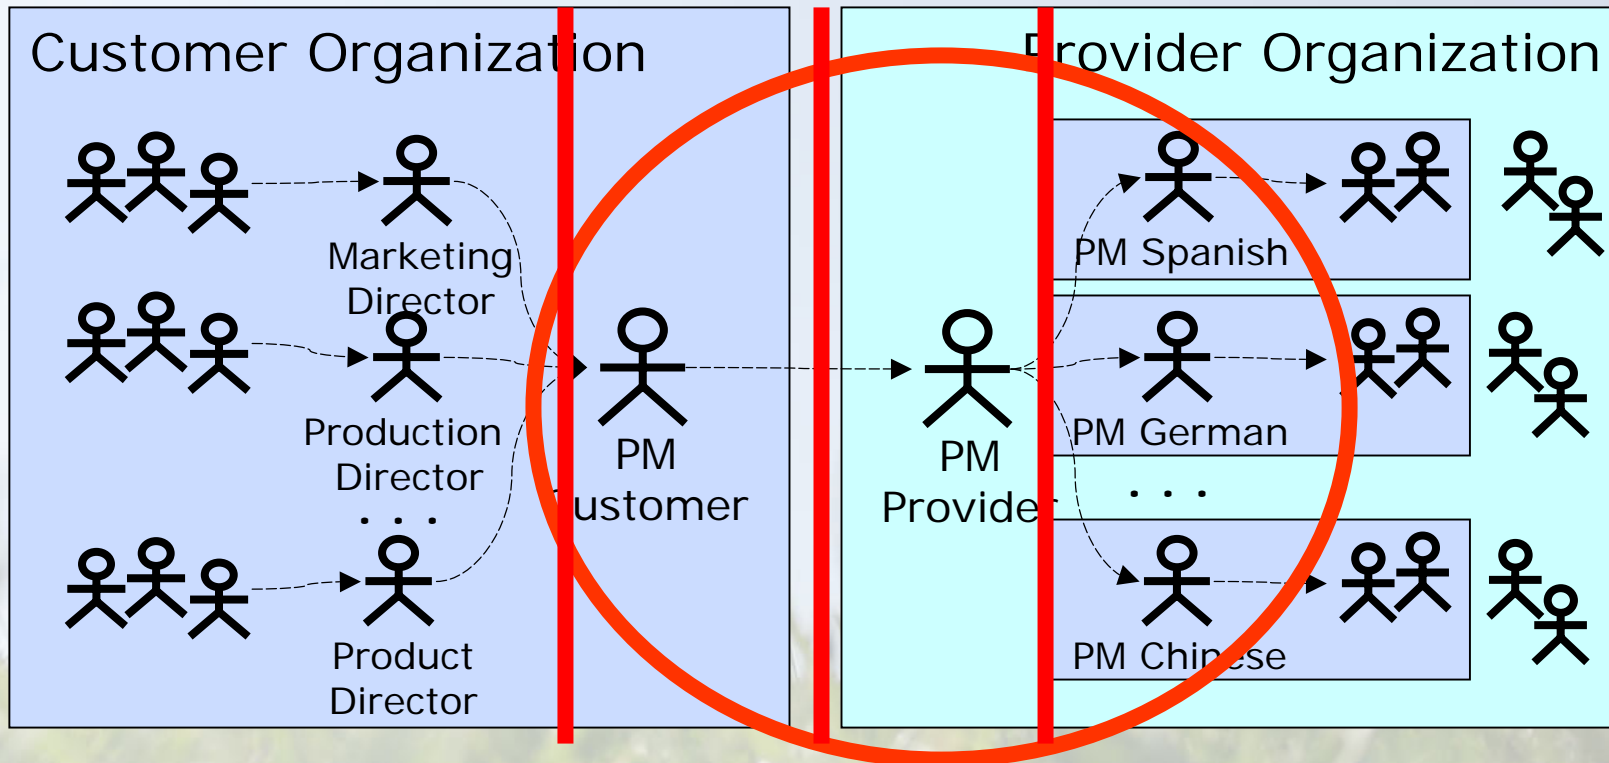 Customer Organization
Provider Organization
Marketing
Director
PM Spanish
Production
Director
PM
Customer
PM
Provider
PM German
. . .
. . .
Product
Director
PM Chinese